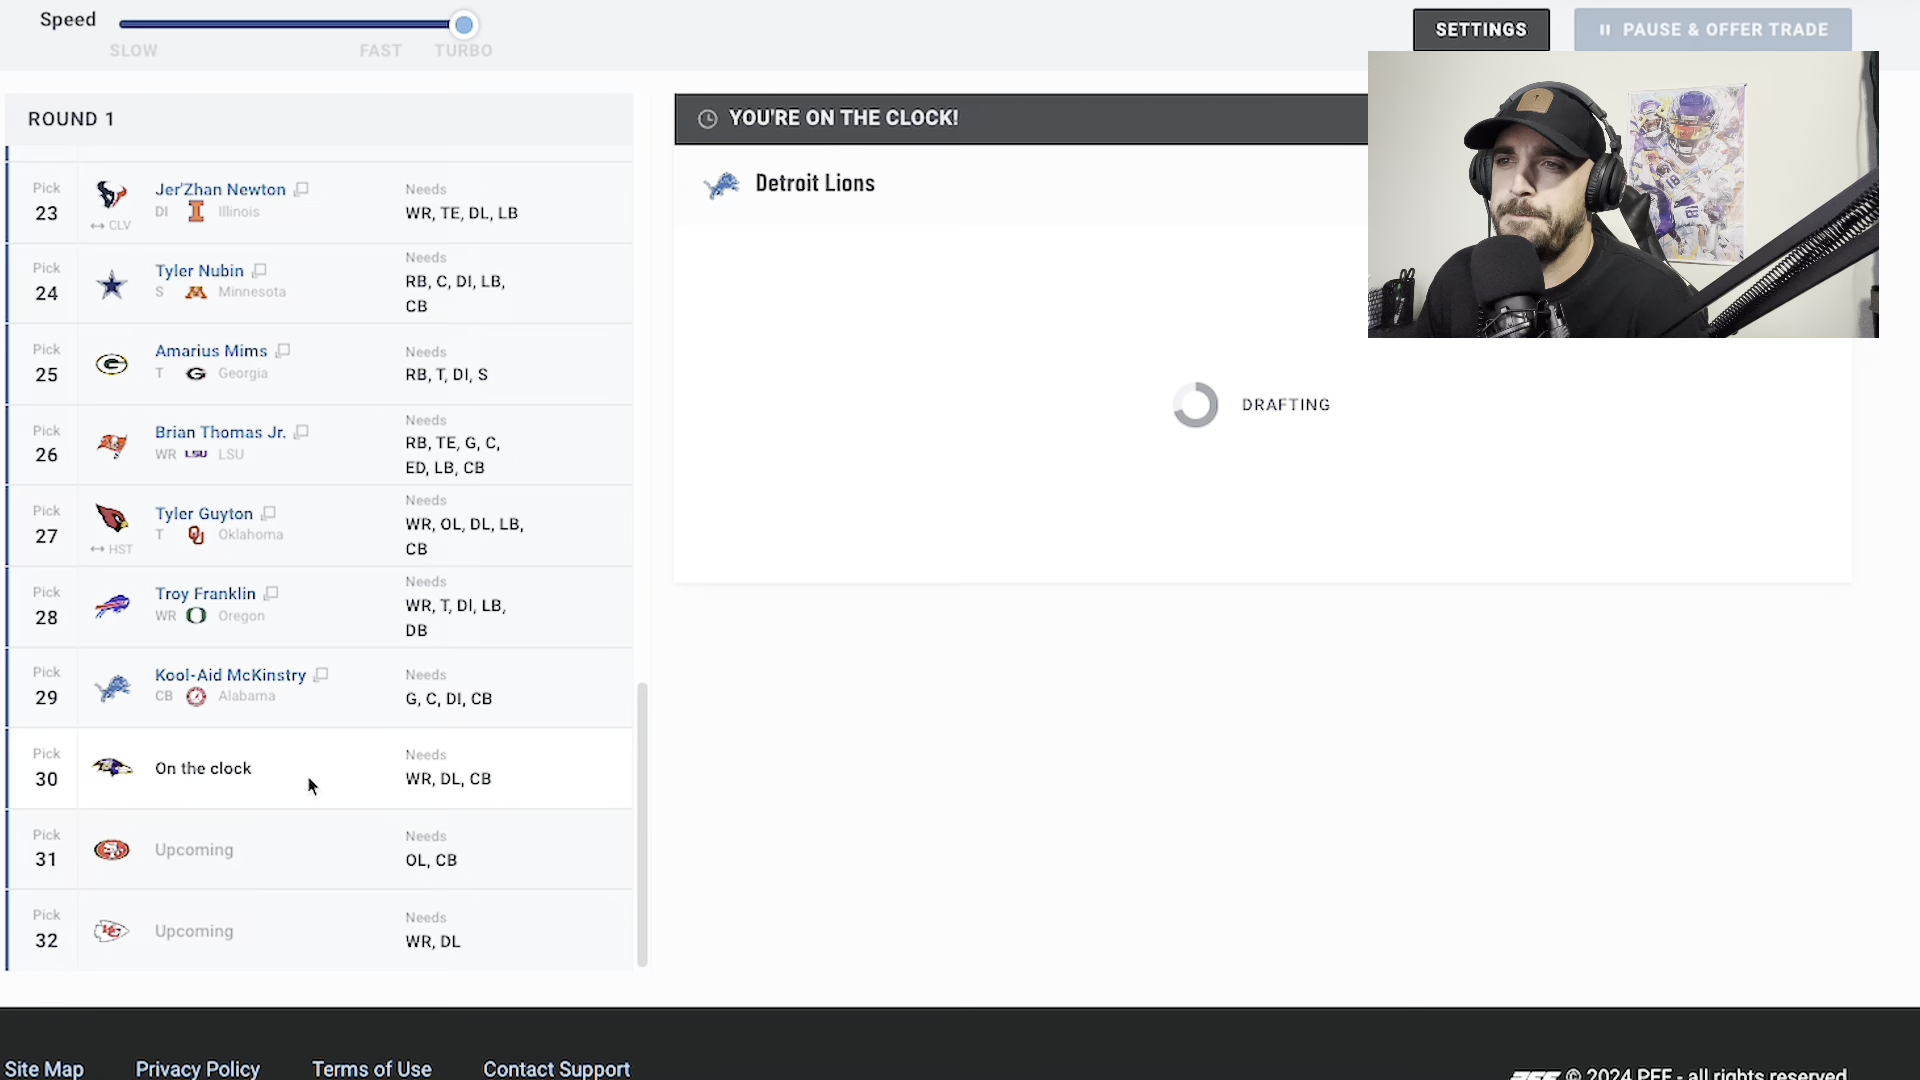 Speed
SLOW
FAST
TURBO
SETTINGS
PAUSE & OFFER TRADE
ROUND 1
YOU'RE ON THE CLOCK!
Detroit Lions
DRAFTING
Pick
23
CLV
Jer'Zhan Newton
DI Illinois
Needs
WR, TE, DL, LB
Pick
24
Tyler Nubin
S Minnesota
Needs
RB, C, DI, LB,
CB
Pick
25
Amarius Mims
T Georgia
Needs
RB, T, DI, S
Pick
26
Brian Thomas Jr.
WR LSU LSU
Needs
RB, TE, G, C,
ED, LB, CB
Pick
27
HST
Tyler Guyton
T Oklahoma
Needs
WR, OL, DL, LB,
CB
Pick
28
Troy Franklin
WR Oregon
Needs
WR, T, DI, LB,
DB
Pick
29
Kool-Aid McKinstry
CB Alabama
Needs
G, C, DI, CB
Pick
30
On the clock
Needs
WR, DL, CB
Pick
31
Upcoming
Needs
OL, CB
Pick
32
Upcoming
Needs
WR, DL
Site Map
Privacy Policy
Terms of Use
Contact Support
PFF © 2024 PFF - all rights reserved
18